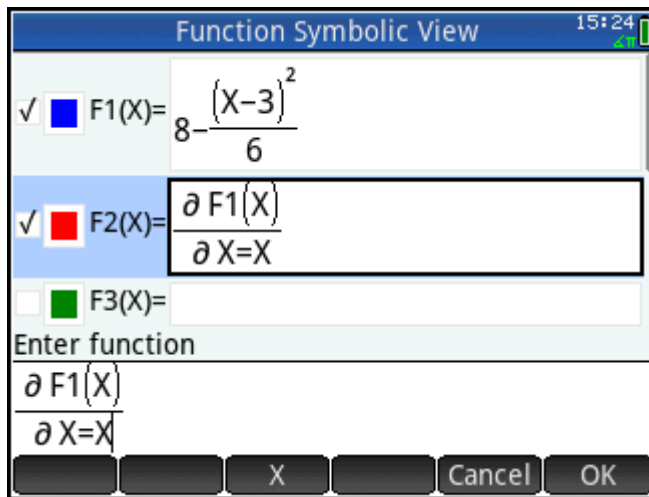 Function Symbolic View 15:24
∡π
√ F1(X)= 8-(X-3)²/6
√ F2(X)= ∂ F1(X)/∂ X=X
F3(X)=
Enter function
∂ F1(X)
∂ X=X
X Cancel OK